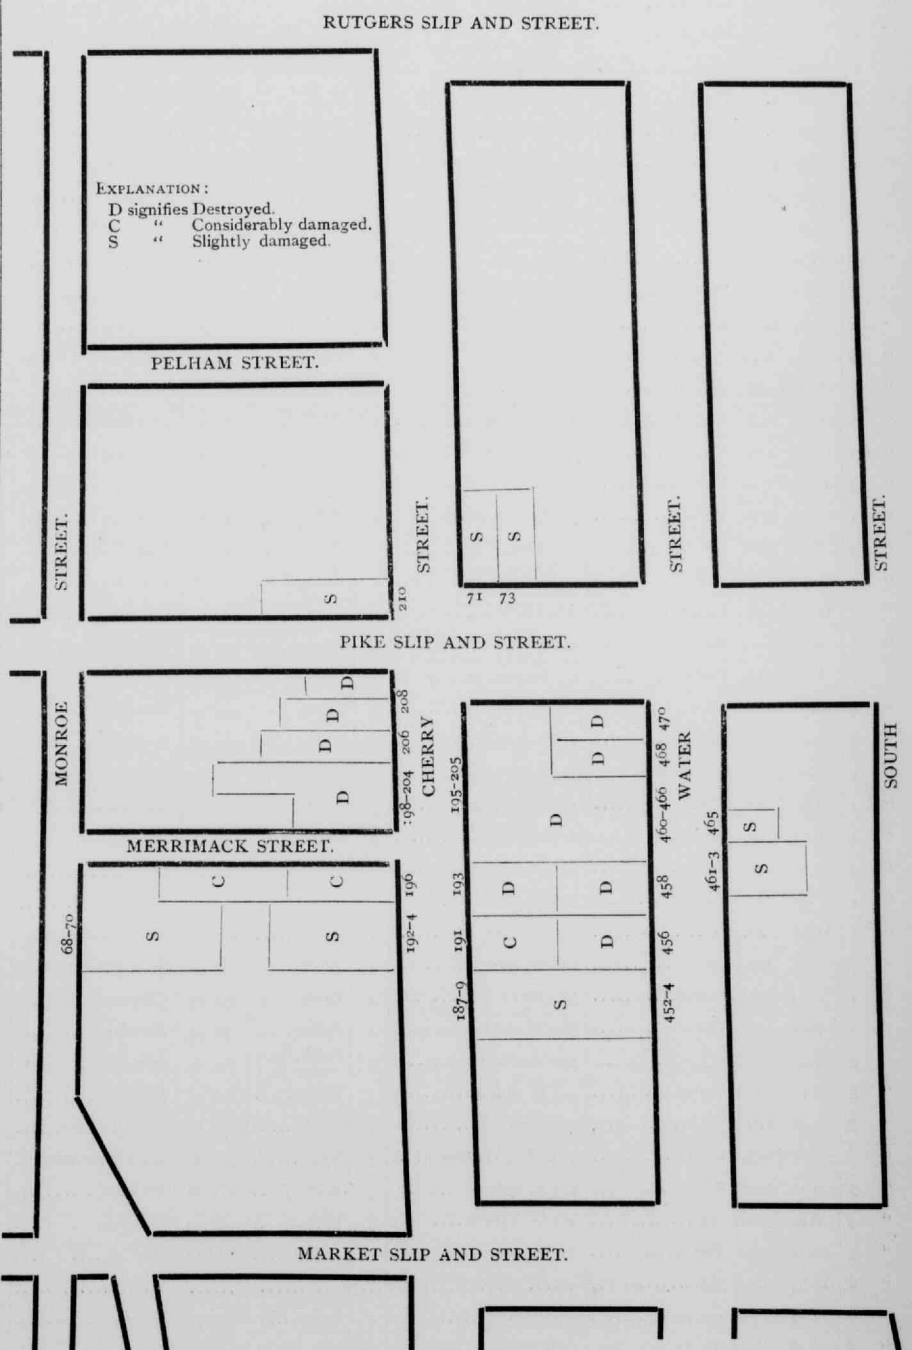 RUTGERS SLIP AND STREET.
EXPLANATION:
D signifies Destroyed.
C “ Considerably damaged.
S “ Slightly damaged.
PELHAM STREET.
STREET.
STREET.
STREET.
STREET.
S
210
S
S
71 73
PIKE SLIP AND STREET.
MONROE
CHERRY
WATER
SOUTH
D
208
D
206
D
198-204
D
MERRIMACK STREET.
C
C
196
68-70
S
S
192-4
195-205
D
470
D
468
D
460-466
193
D
D
458
191
C
D
456
187-9
S
452-4
465
S
461-3
S
MARKET SLIP AND STREET.